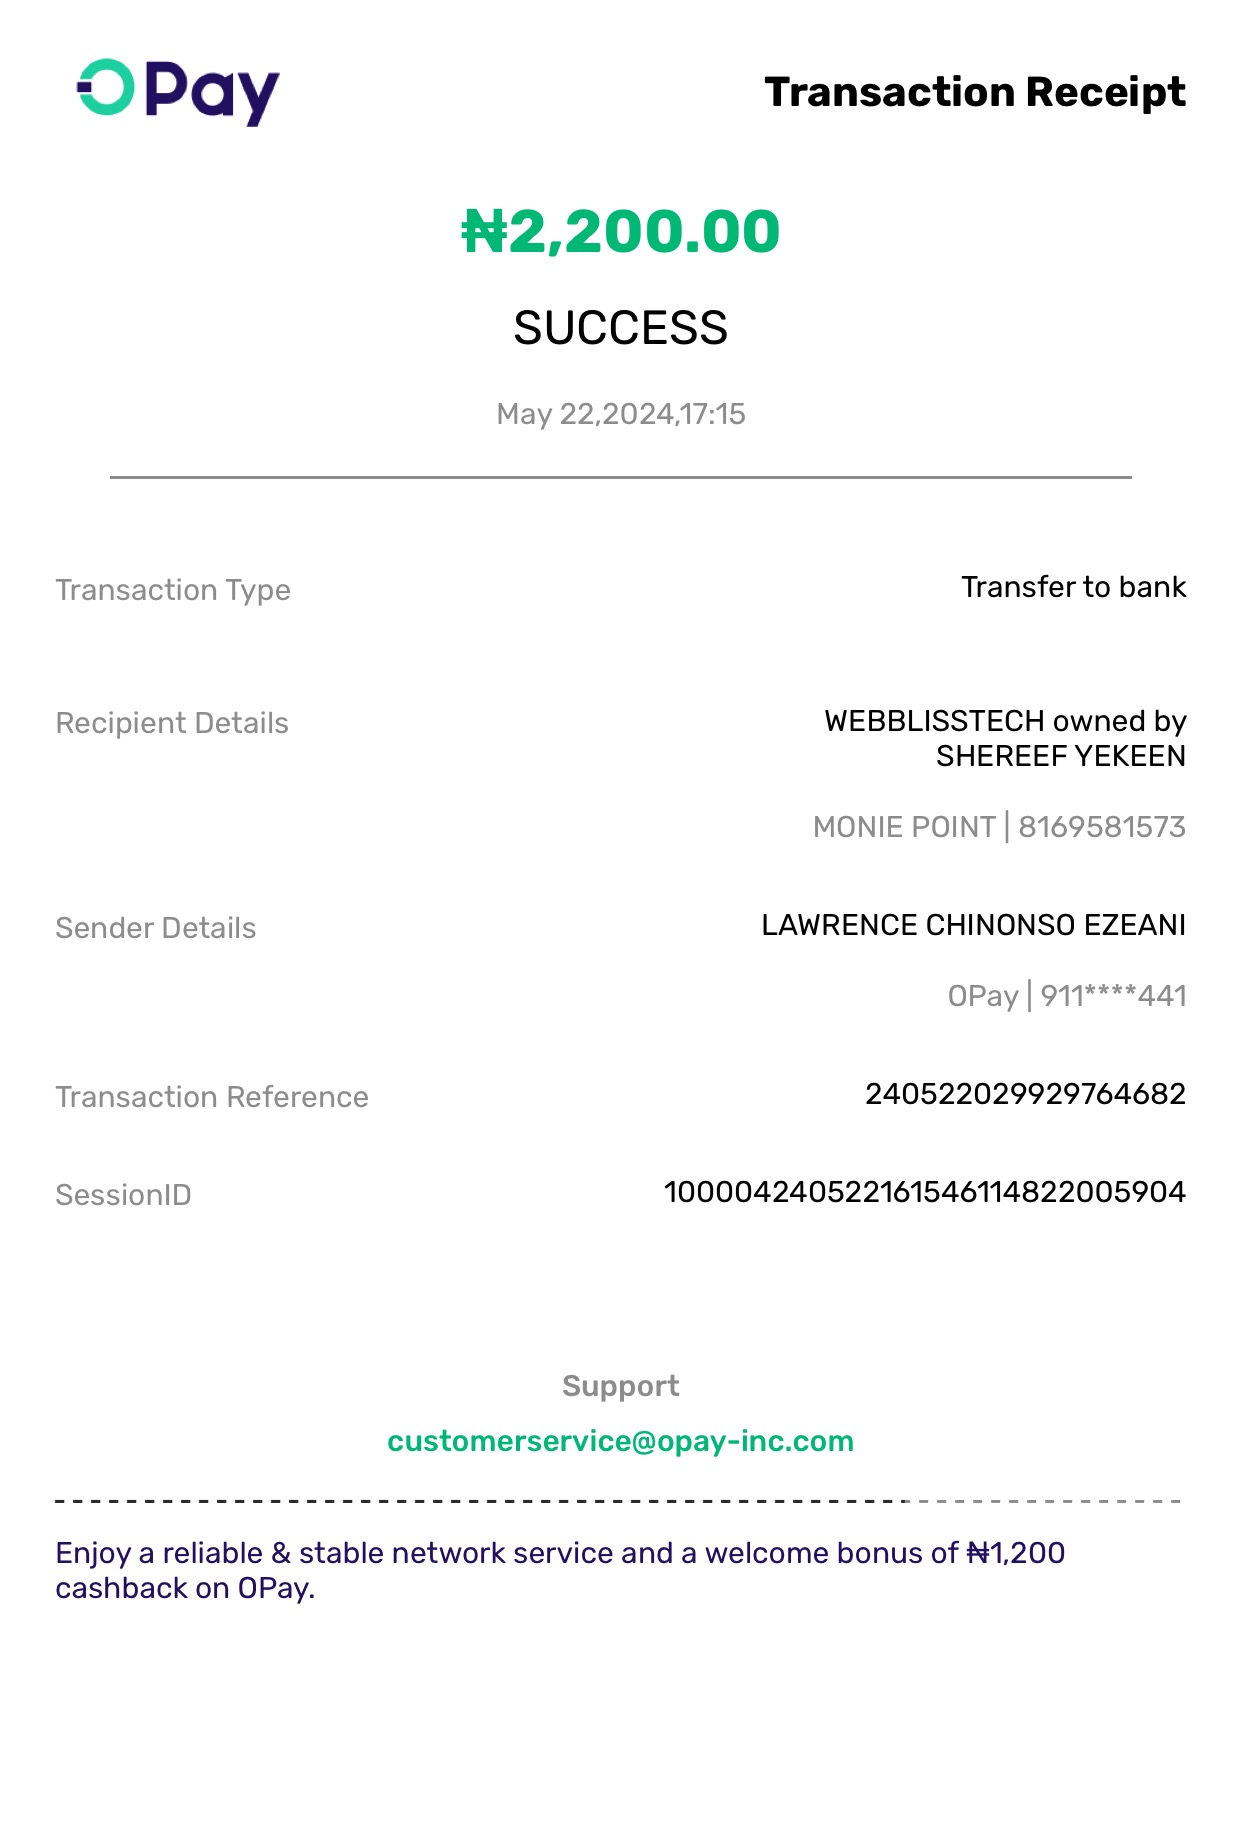 OPay
Transaction Receipt
₦2,200.00
SUCCESS
May 22,2024,17:15
Transaction Type
Transfer to bank
Recipient Details
WEBBLISSTECH owned by
SHEREEF YEKEEN
MONIE POINT | 8169581573
Sender Details
LAWRENCE CHINONSO EZEANI
OPay | 911****441
Transaction Reference
240522029929764682
SessionID
100004240522161546114822005904
Support
customerservice@opay-inc.com
Enjoy a reliable & stable network service and a welcome bonus of ₦1,200
cashback on OPay.